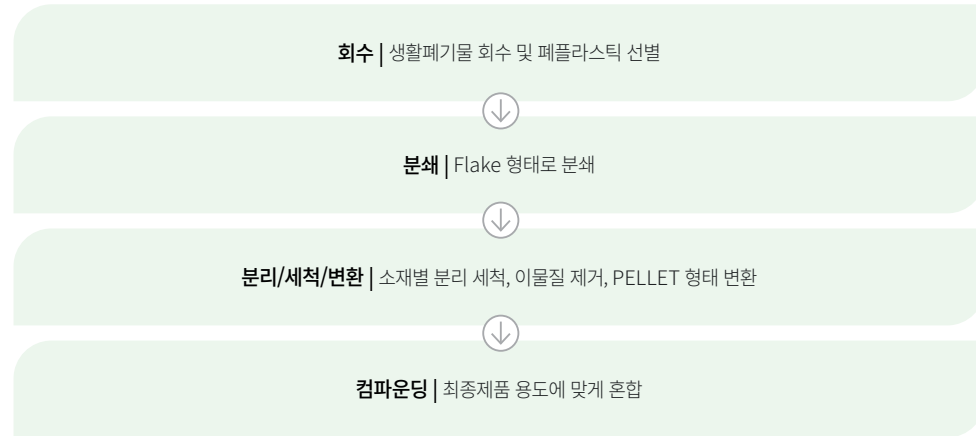 회수 | 생활폐기물 회수 및 폐플라스틱 선별
분쇄 | Flake 형태로 분쇄
분리/세척/변환 | 소재별 분리 세척, 이물질 제거, PELLET 형태 변환
컴파운딩 | 최종제품 용도에 맞게 혼합